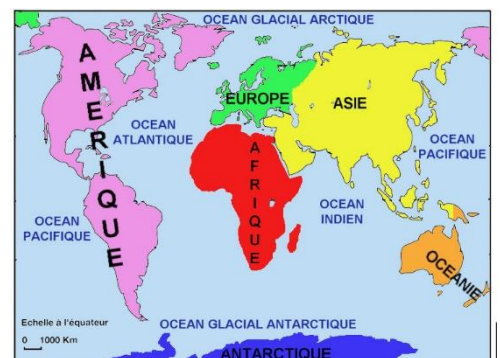 OCEAN GLACIAL ARCTIQUE
AMERIQUE
EUROPE
ASIE
OCEAN
ATLANTIQUE
OCEAN
PACIFIQUE
AFRIQUE
OCEAN
PACIFIQUE
OCEAN
INDIEN
OCEANIE
Echelle à l'équateur
0 1000 Km
OCEAN GLACIAL ANTARCTIQUE
ANTARCTIQUE